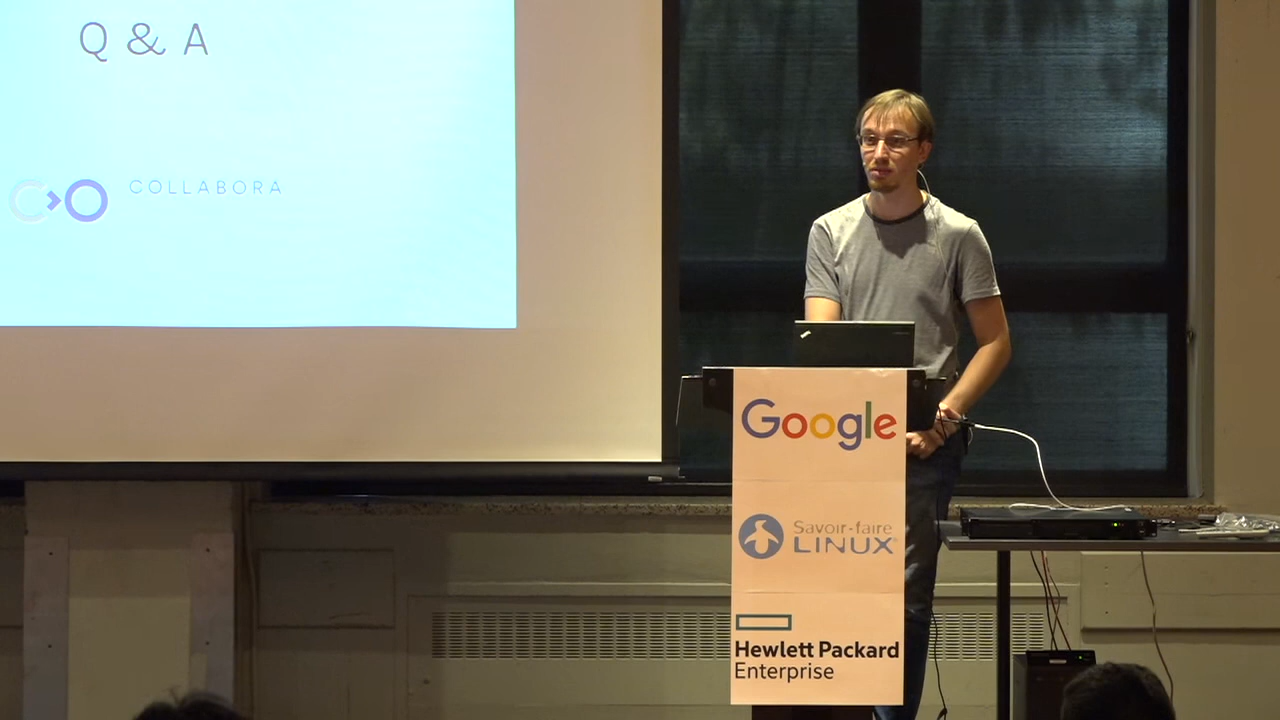 Q & A
COLLABORA
Google
Savoir-faire
LINUX
Hewlett Packard
Enterprise